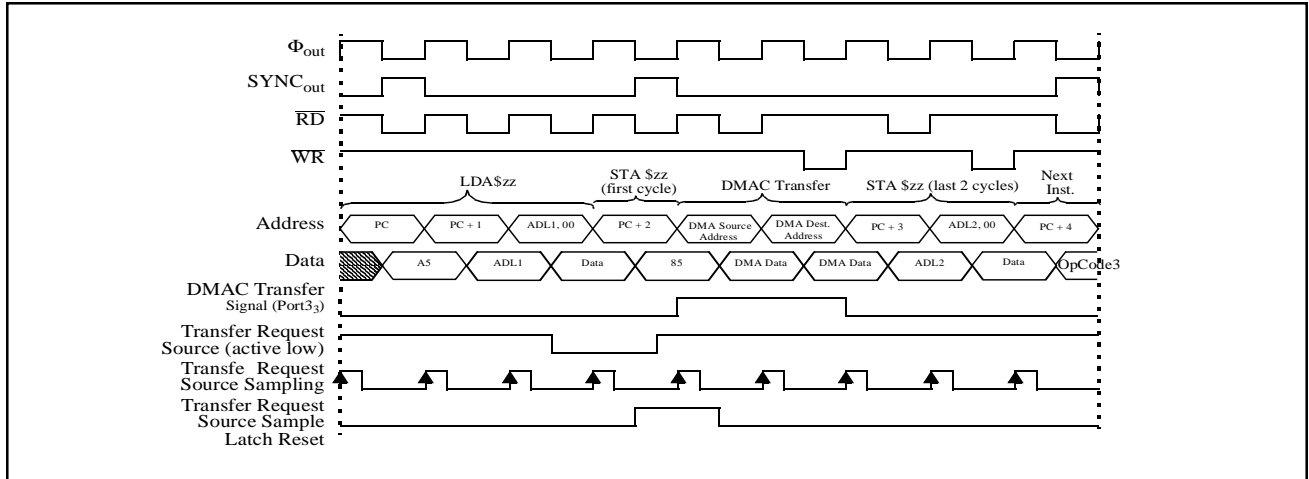 Φout
SYNCout
RD
WR
LDA$zz
STA $zz
(first cycle)
DMAC Transfer
STA $zz (last 2 cycles)
Next
Inst.
Address
PC
PC + 1
ADL1, 00
PC + 2
DMA Source
Address
DMA Dest.
Address
PC + 3
ADL2, 00
PC + 4
Data
A5
ADL1
Data
85
DMA Data
DMA Data
ADL2
Data
OpCode3
DMAC Transfer
Signal (Port33)
Transfer Request
Source (active low)
Transfe Request
Source Sampling
Transfer Request
Source Sample
Latch Reset